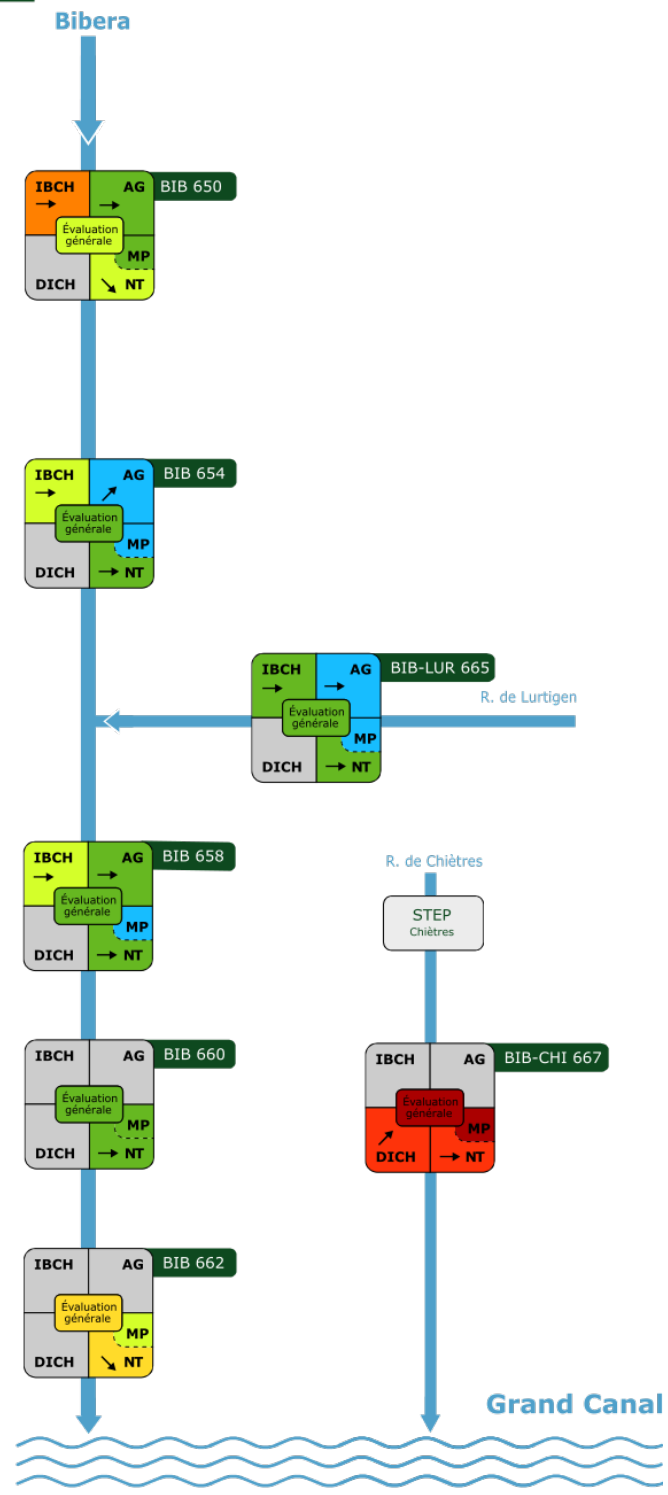 Bibera
BIB 650
IBCH
AG
Évaluation
générale
MP
DICH
NT
BIB 654
IBCH
AG
Évaluation
générale
MP
DICH
NT
BIB-LUR 665
IBCH
AG
R. de Lurtigen
Évaluation
générale
MP
DICH
NT
BIB 658
IBCH
AG
Évaluation
générale
MP
DICH
NT
R. de Chiètres
STEP
Chiètres
BIB 660
IBCH
AG
Évaluation
générale
MP
DICH
NT
BIB-CHI 667
IBCH
AG
Évaluation
générale
MP
DICH
NT
BIB 662
IBCH
AG
Évaluation
générale
MP
DICH
NT
Grand Canal